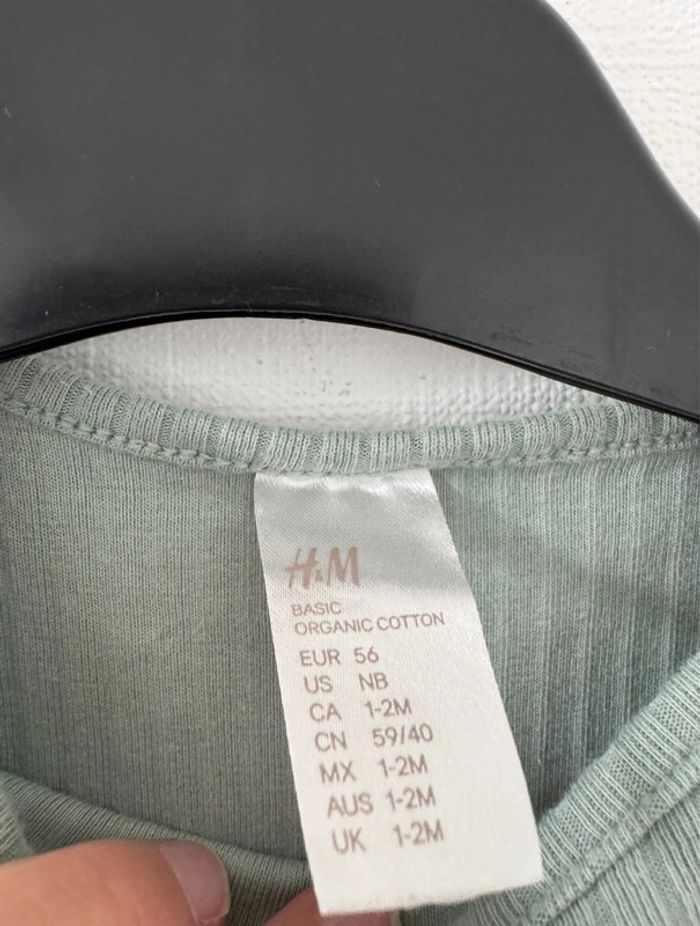 H&M
BASIC
ORGANIC COTTON
EUR 56
US NB
CA 1-2M
CN 59/40
MX 1-2M
AUS 1-2M
UK 1-2M